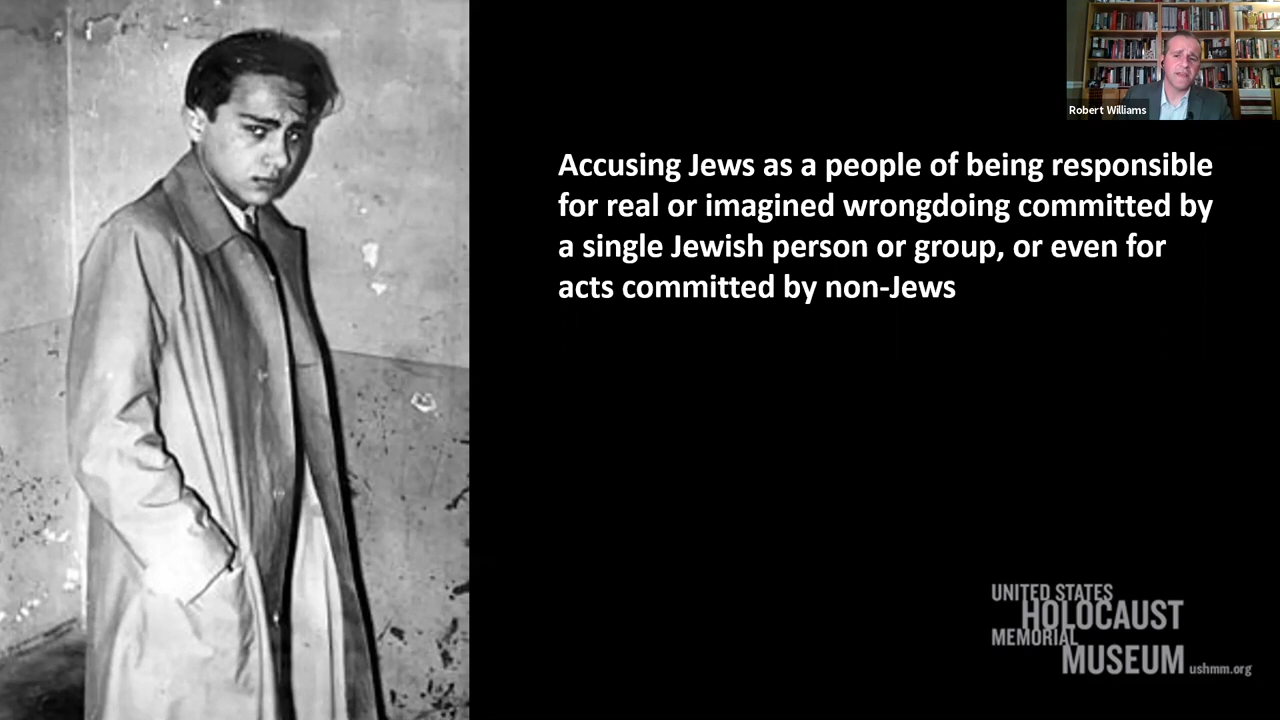 Robert Williams
Accusing Jews as a people of being responsible
for real or imagined wrongdoing committed by
a single Jewish person or group, or even for
acts committed by non-Jews
UNITED STATES
HOLOCAUST
MEMORIAL
MUSEUM ushmm.org